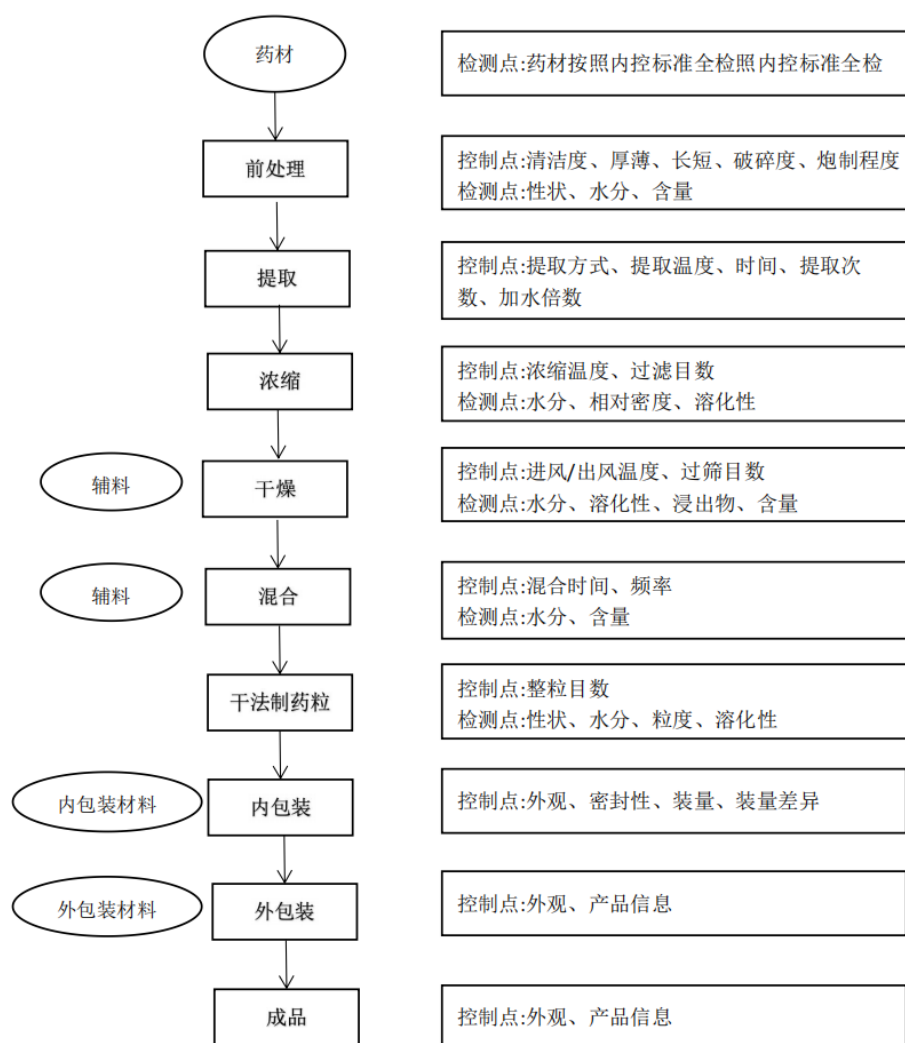 药材
检测点:药材按照内控标准全检照内控标准全检
前处理
控制点:清洁度、厚薄、长短、破碎度、炮制程度
检测点:性状、水分、含量
提取
控制点:提取方式、提取温度、时间、提取次
数、加水倍数
浓缩
控制点:浓缩温度、过滤目数
检测点:水分、相对密度、溶化性
辅料
干燥
控制点:进风/出风温度、过筛目数
检测点:水分、溶化性、浸出物、含量
辅料
混合
控制点:混合时间、频率
检测点:水分、含量
干法制药粒
控制点:整粒目数
检测点:性状、水分、粒度、溶化性
内包装材料
内包装
控制点:外观、密封性、装量、装量差异
外包装材料
外包装
控制点:外观、产品信息
成品
控制点:外观、产品信息